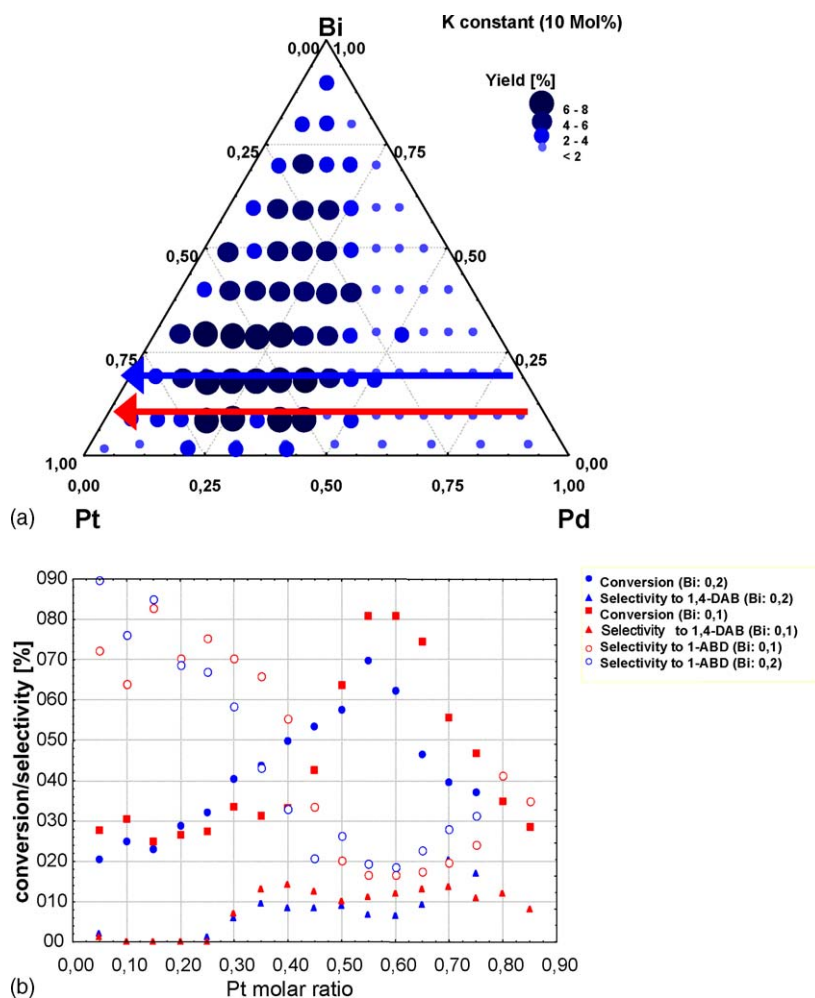 Bi
K constant (10 Mol%)
0,00 1,00
Yield [%]
6 - 8
4 - 6
2 - 4
< 2
0,25 0,75
0,50 0,50
0,75 0,25
1,00 0,00
0,00 0,25 0,50 0,75 1,00
(a) Pt Pd
090
080
070
060
050
040
030
020
010
00
conversion/selectivity [%]
0,00 0,10 0,20 0,30 0,40 0,50 0,60 0,70 0,80 0,90
(b) Pt molar ratio
Conversion (Bi: 0,2)
Selectivity to 1,4-DAB (Bi: 0,2)
Conversion (Bi: 0,1)
Selectivity to 1,4-DAB (Bi: 0,1)
Selectivity to 1-ABD (Bi: 0,1)
Selectivity to 1-ABD (Bi: 0,2)